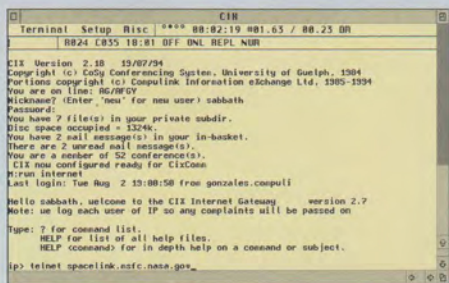 CIX
Terminal Setup Misc 00:02:19 @01.63 / 00.23 OA
R024 C035 18:01 OFF ONL REPL NUM
CIX Version 2.18 19/07/94
Copyright (c) CoSy Conferencing System, University of Guelph, 1984
Portions copyright (c) Compulink Information eXchange Ltd, 1985-1994
You are on line: AG/AFGY
Nickname? (Enter 'new' for new user) sabbath
Password:
You have 7 file(s) in your private subdir.
Disc space occupied = 1324k.
You have 2 mail message(s) in your in-basket.
There are 2 unread mail message(s).
You are a member of 52 conference(s).
CIX now configured ready for CixComm
M:run internet
Last login: Tue Aug 2 13:08:50 from gonzales.compuli
Hello sabbath, welcome to the CIX Internet Gateway version 2.7
Note: we log each user of IP so any complaints will be passed on
Type: ? for command list.
HELP for list of all help files.
HELP <command> for in depth help on a command or subject.
ip> telnet spacelink.msfc.nasa.gov_